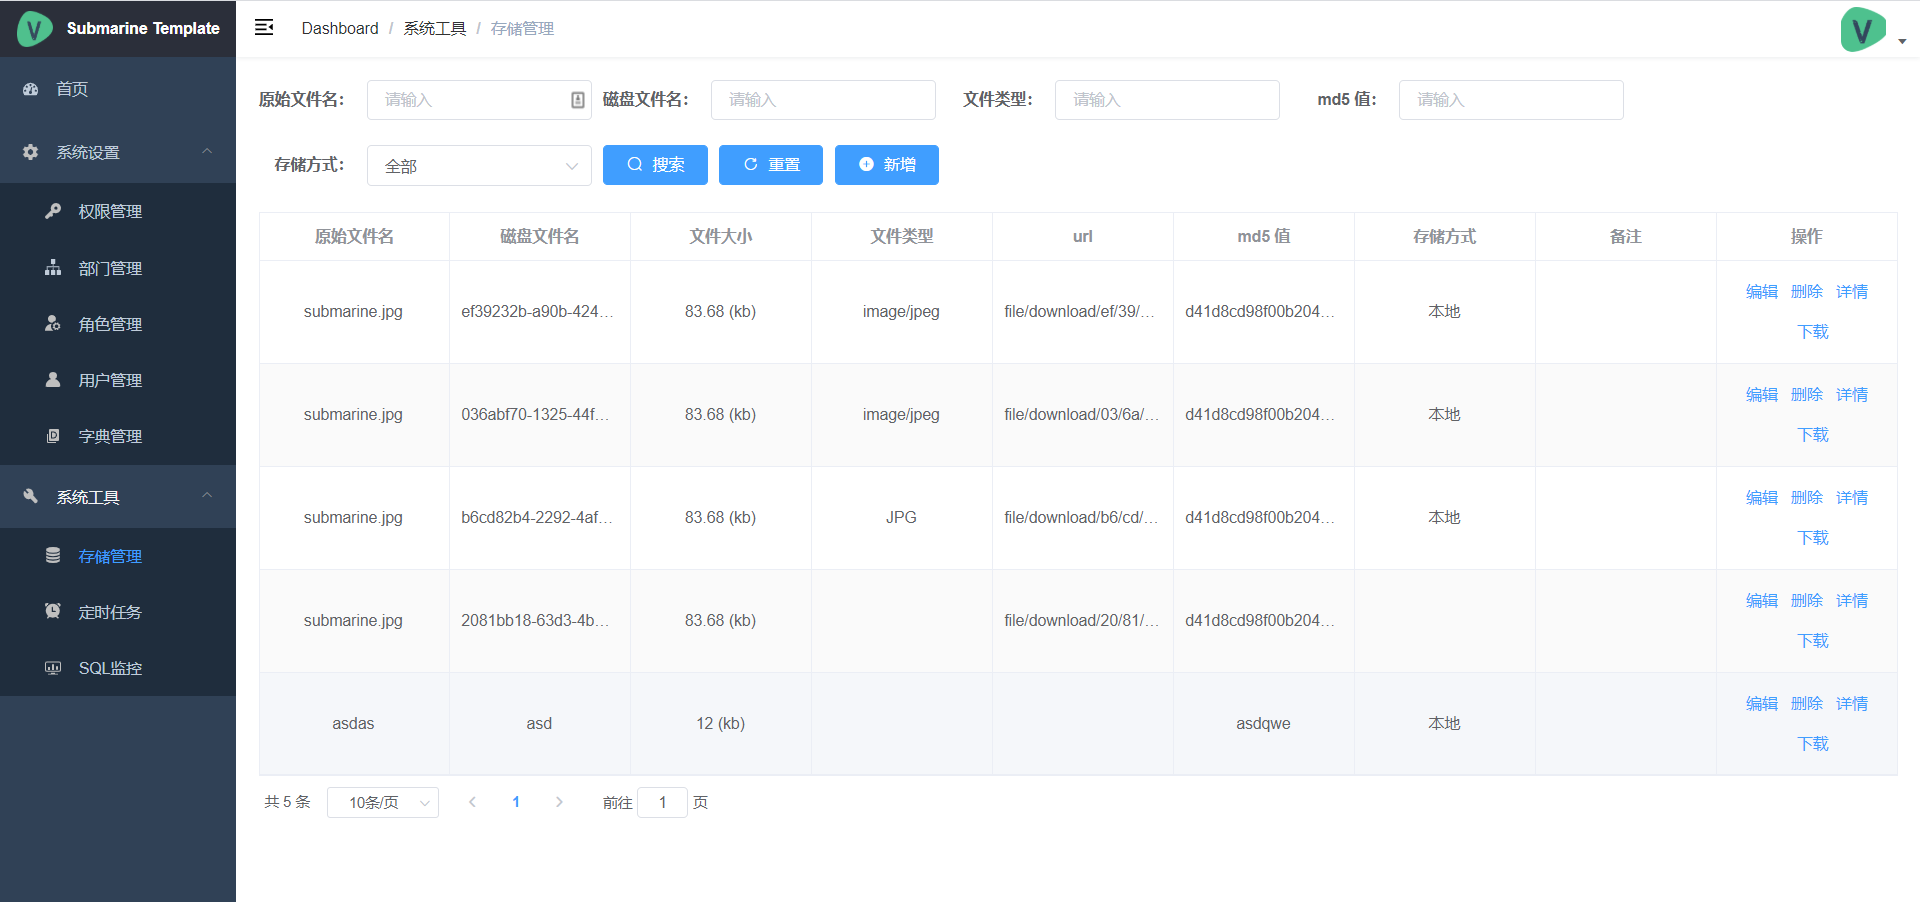 Submarine Template
Dashboard / 系统工具 / 存储管理
首页
系统设置
权限管理
部门管理
角色管理
用户管理
字典管理
系统工具
存储管理
定时任务
SQL监控
原始文件名: 请输入 磁盘文件名: 请输入 文件类型: 请输入 md5 值: 请输入
存储方式: 全部 搜索 重置 新增
原始文件名 磁盘文件名 文件大小 文件类型 url md5 值 存储方式 备注 操作
submarine.jpg ef39232b-a90b-424... 83.68 (kb) image/jpeg file/download/ef/39/... d41d8cd98f00b204... 本地 编辑 删除 详情
下载
submarine.jpg 036abf70-1325-44f... 83.68 (kb) image/jpeg file/download/03/6a/... d41d8cd98f00b204... 本地 编辑 删除 详情
下载
submarine.jpg b6cd82b4-2292-4af... 83.68 (kb) JPG file/download/b6/cd/... d41d8cd98f00b204... 本地 编辑 删除 详情
下载
submarine.jpg 2081bb18-63d3-4b... 83.68 (kb) file/download/20/81/... d41d8cd98f00b204... 编辑 删除 详情
下载
asdas asd 12 (kb) asdqwe 本地 编辑 删除 详情
下载
共 5 条 10条/页 1 前往 1 页